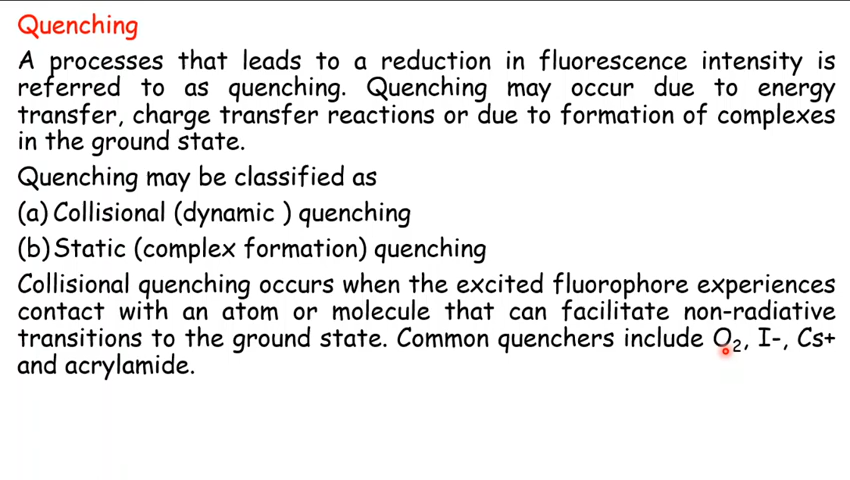 Quenching
A processes that leads to a reduction in fluorescence intensity is
referred to as quenching. Quenching may occur due to energy
transfer, charge transfer reactions or due to formation of complexes
in the ground state.
Quenching may be classified as
(a) Collisional (dynamic ) quenching
(b) Static (complex formation) quenching
Collisional quenching occurs when the excited fluorophore experiences
contact with an atom or molecule that can facilitate non-radiative
transitions to the ground state. Common quenchers include O₂, I-, Cs+
and acrylamide.